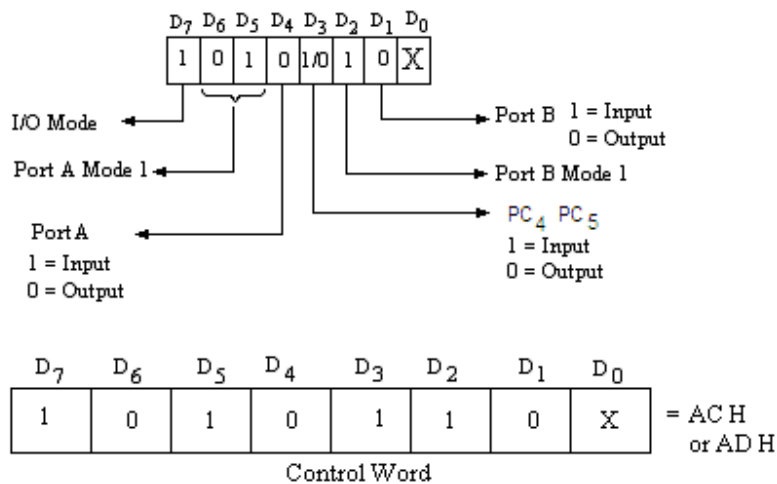 D7 D6 D5 D4 D3 D2 D1 D0
1 0 1 0 1/0 1 0 X
I/O Mode
Port A Mode 1
Port A
1 = Input
0 = Output
Port B 1 = Input
0 = Output
Port B Mode 1
PC4 PC5
1 = Input
0 = Output
D7 D6 D5 D4 D3 D2 D1 D0
1 0 1 0 1 1 0 X
= AC H
or AD H
Control Word